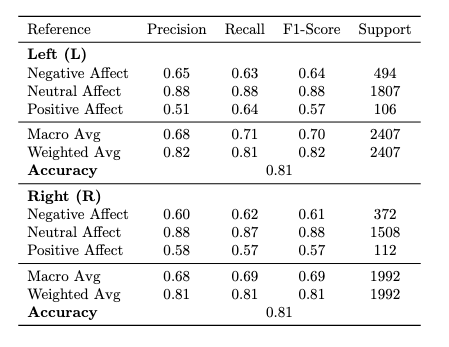 Reference Precision Recall F1-Score Support
Left (L)
Negative Affect 0.65 0.63 0.64 494
Neutral Affect 0.88 0.88 0.88 1807
Positive Affect 0.51 0.64 0.57 106
Macro Avg 0.68 0.71 0.70 2407
Weighted Avg 0.82 0.81 0.82 2407
Accuracy 0.81
Right (R)
Negative Affect 0.60 0.62 0.61 372
Neutral Affect 0.88 0.87 0.88 1508
Positive Affect 0.58 0.57 0.57 112
Macro Avg 0.68 0.69 0.69 1992
Weighted Avg 0.81 0.81 0.81 1992
Accuracy 0.81